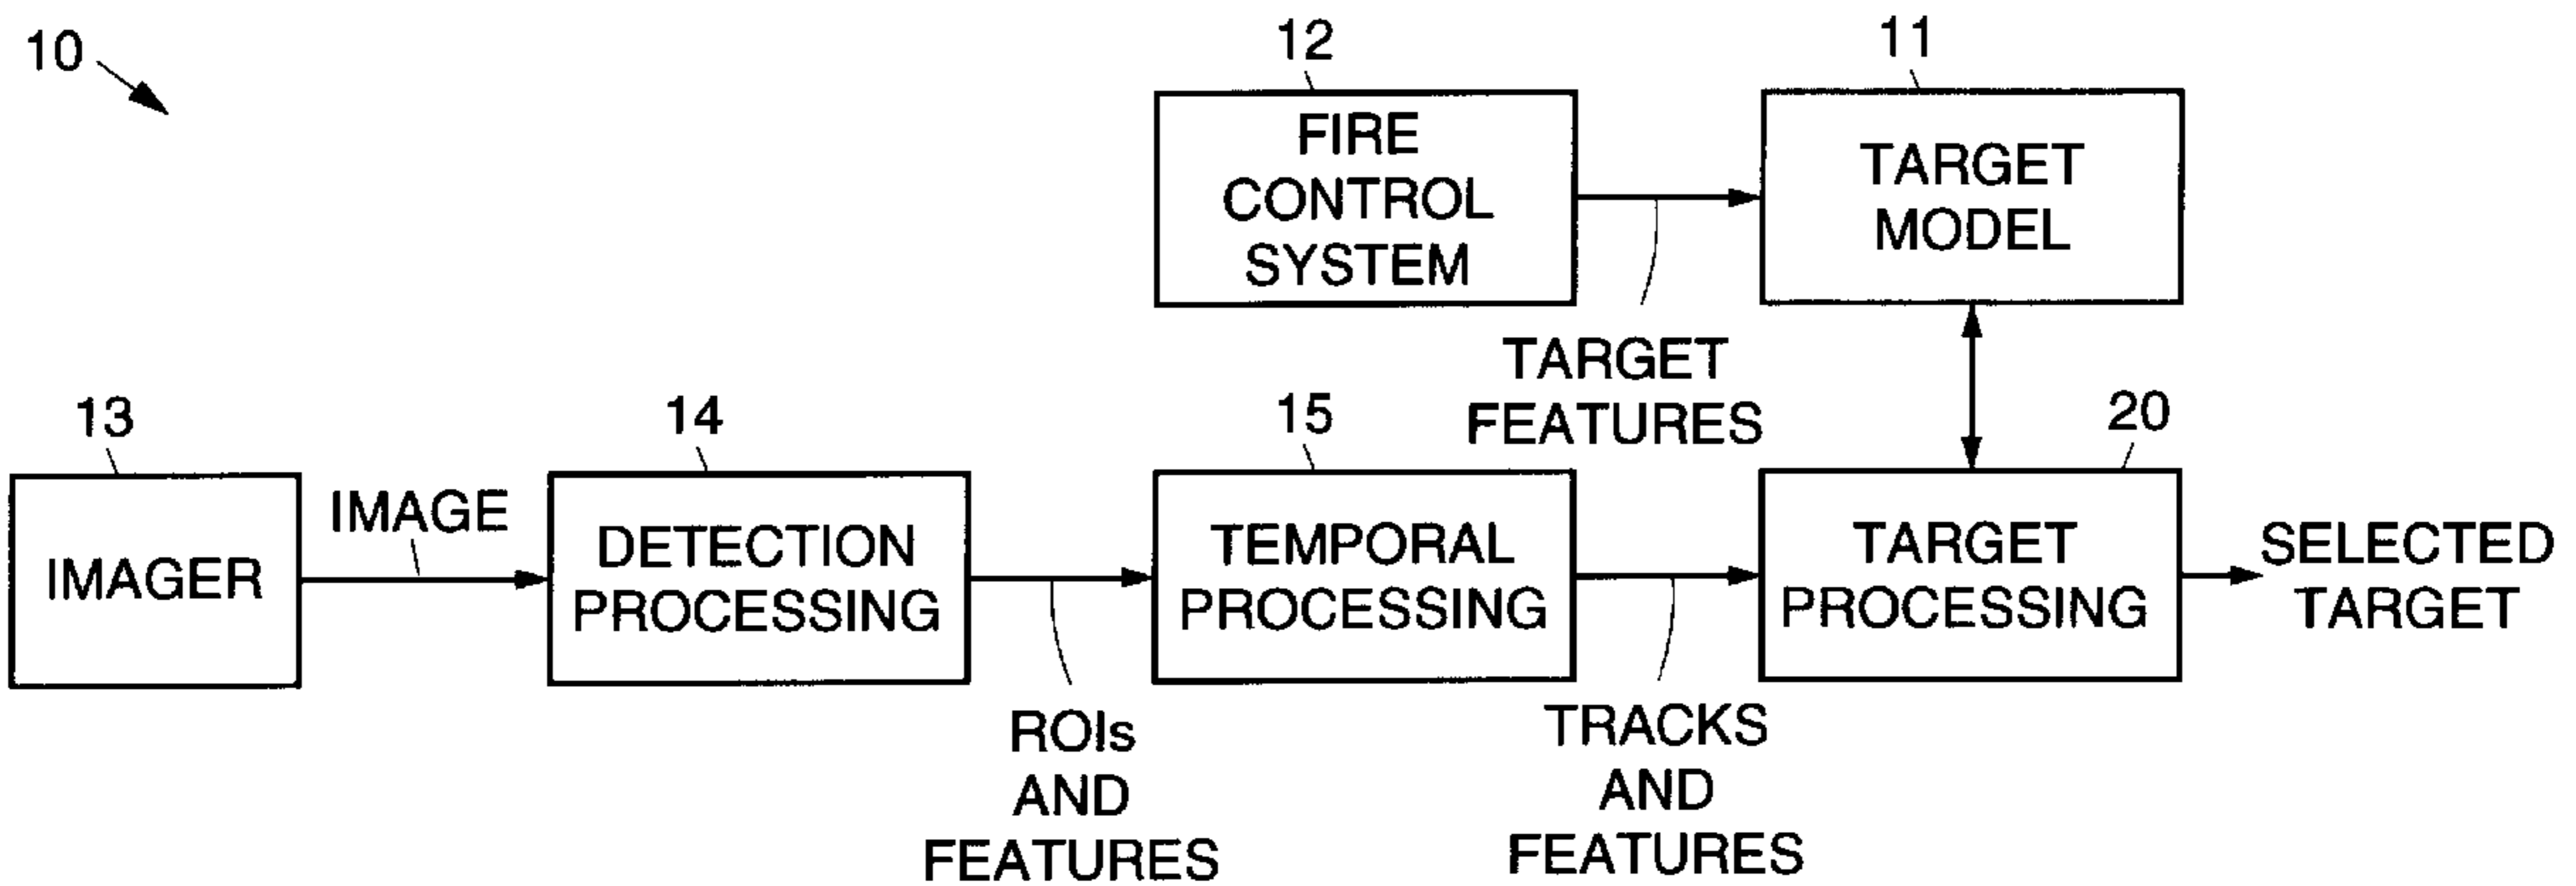 10
12
11
FIRE
CONTROL
SYSTEM
TARGET
MODEL
TARGET
FEATURES
13
14
15
20
IMAGER
IMAGE
DETECTION
PROCESSING
TEMPORAL
PROCESSING
TARGET
PROCESSING
SELECTED
TARGET
ROIs
AND
FEATURES
TRACKS
AND
FEATURES